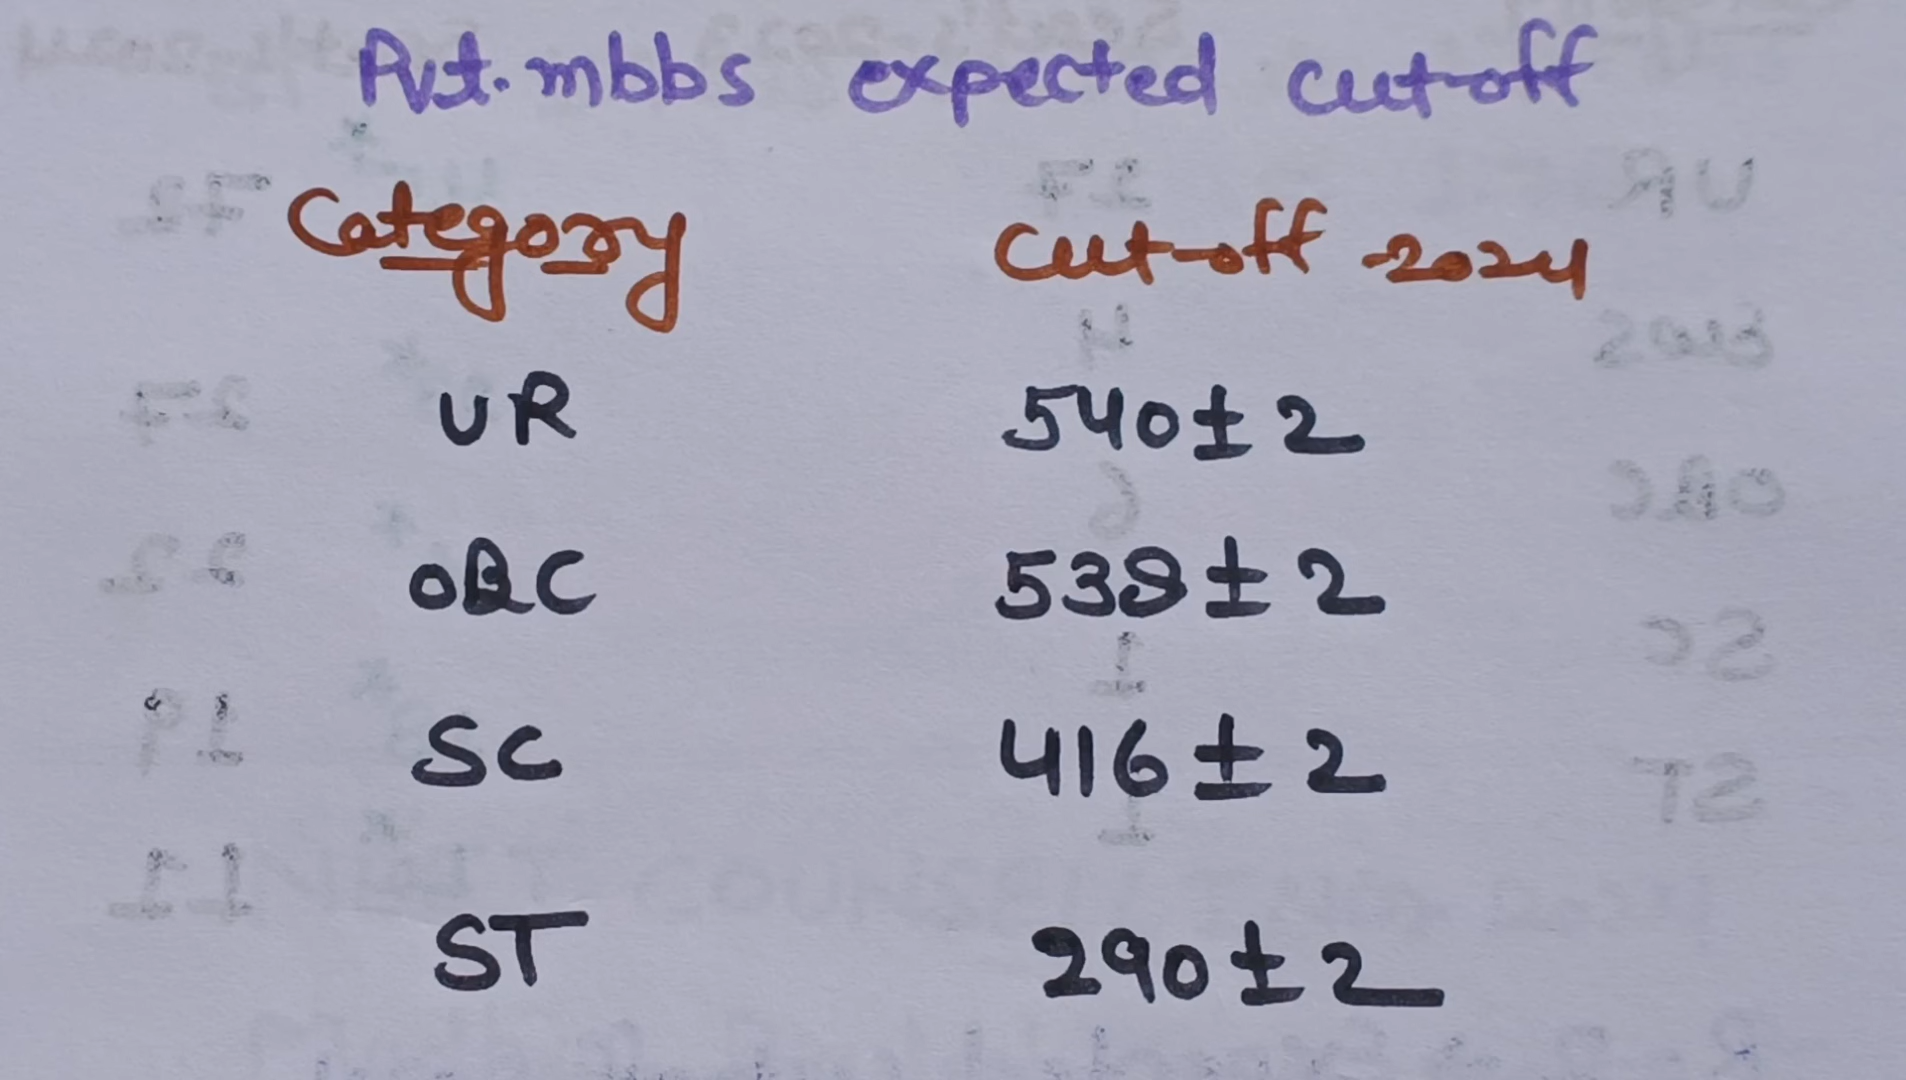 Pvt. mbbs expected cut-off
Category cut-off 2024
UR 540 ± 2
OBC 538 ± 2
SC 416 ± 2
ST 290 ± 2